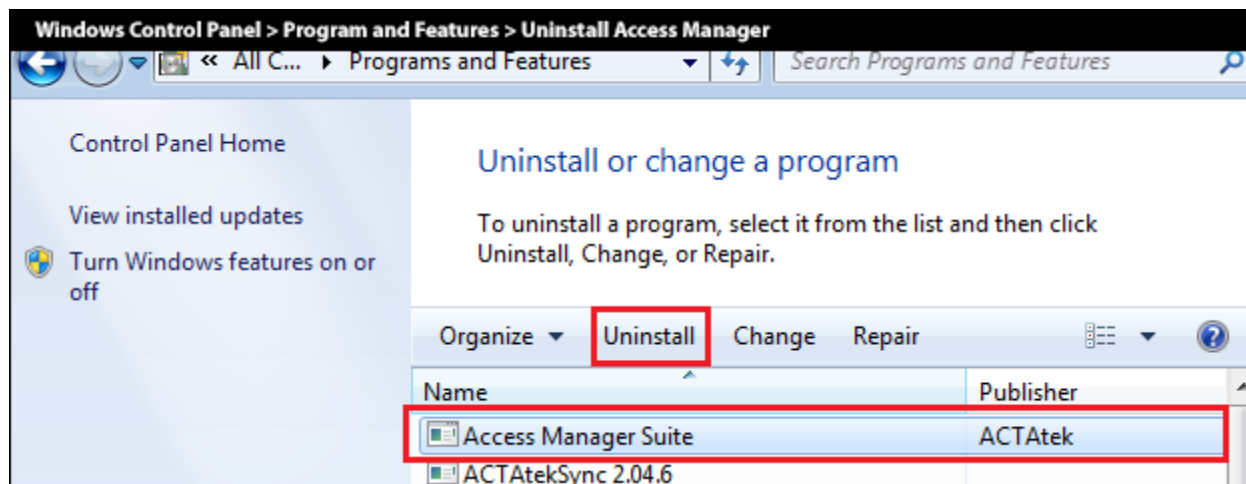 Windows Control Panel > Program and Features > Uninstall Access Manager
« All C... Programs and Features Search Programs and Features
Control Panel Home
View installed updates
Turn Windows features on or
off
Uninstall or change a program
To uninstall a program, select it from the list and then click
Uninstall, Change, or Repair.
Organize Uninstall Change Repair
Name Publisher
Access Manager Suite ACTAtek
ACTAtekSync 2.04.6